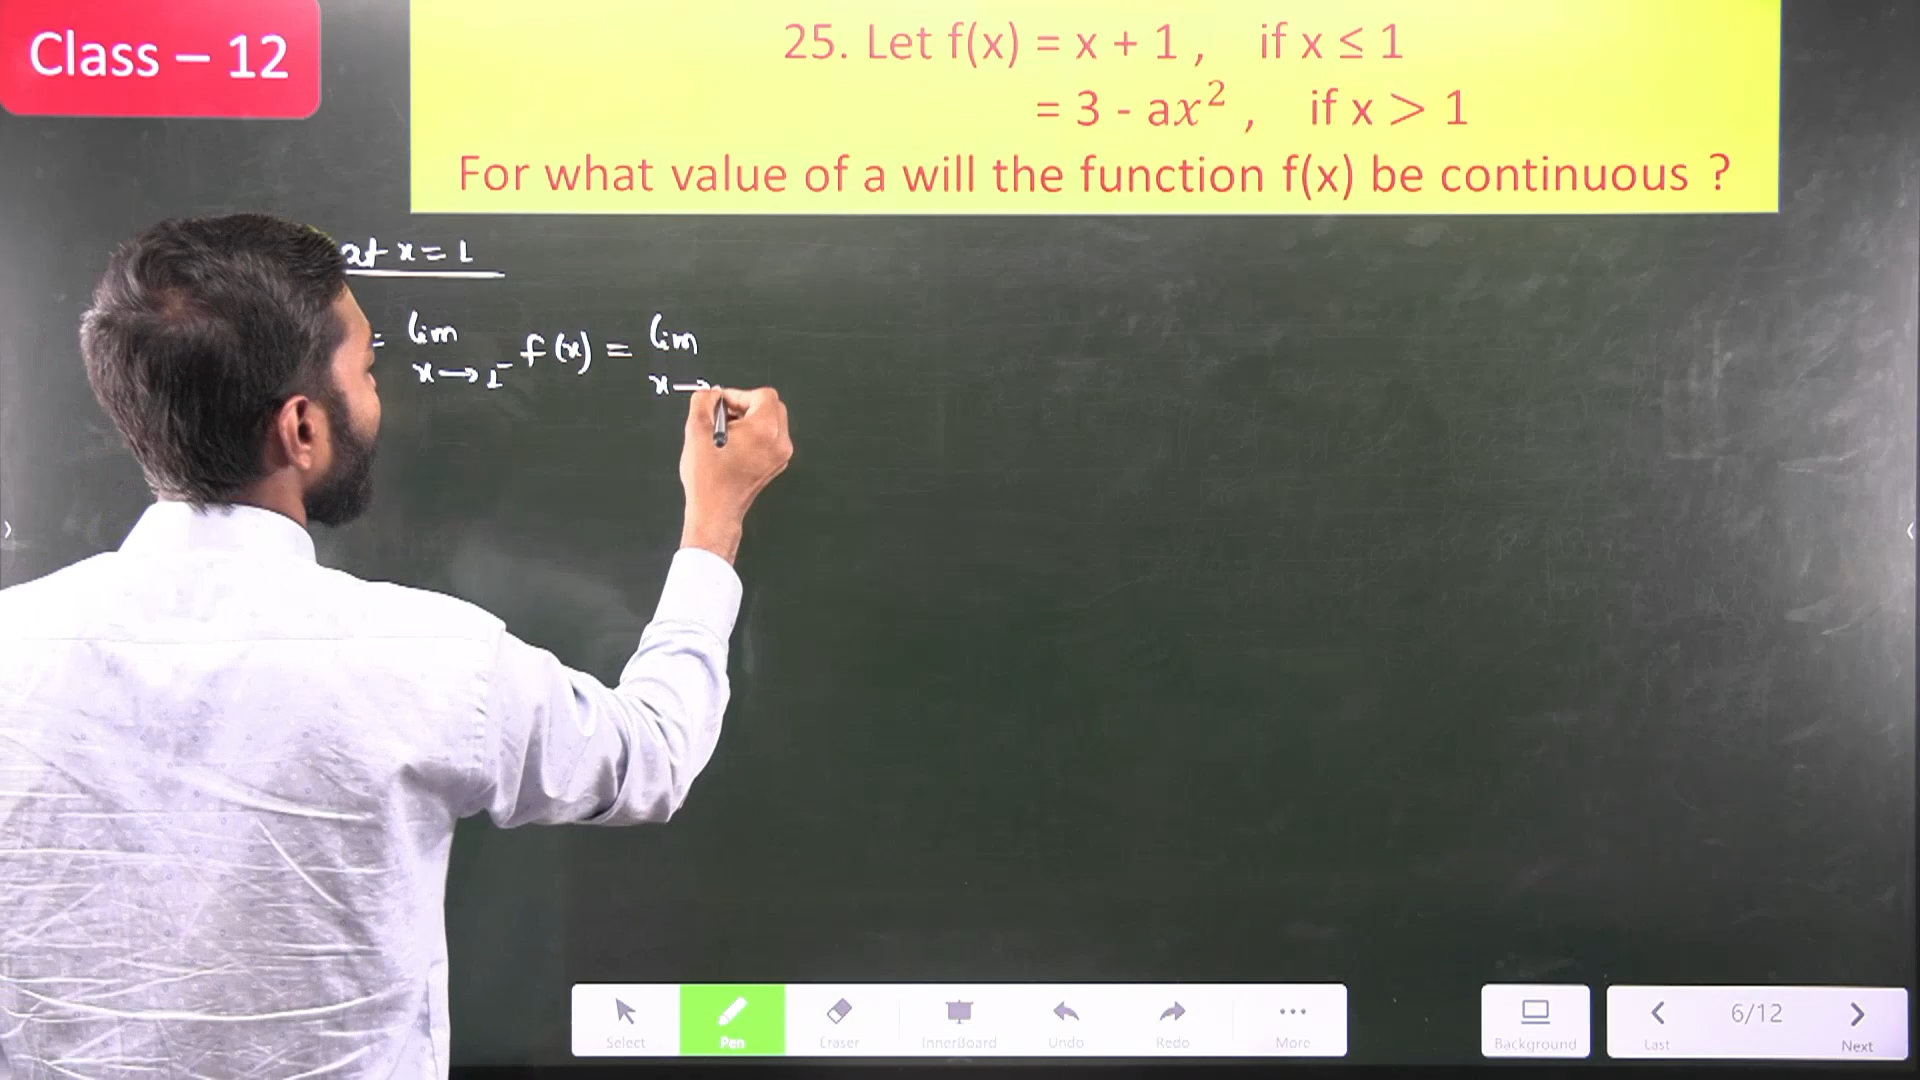 Class – 12
25. Let f(x) = x + 1 , if x ≤ 1
= 3 - ax² , if x > 1
For what value of a will the function f(x) be continuous ?
at x = 1
= lim x→1⁻ f(x) = lim x→
Select
Pen
Eraser
InnerBoard
Undo
Redo
More
Background
Last
6/12
Next